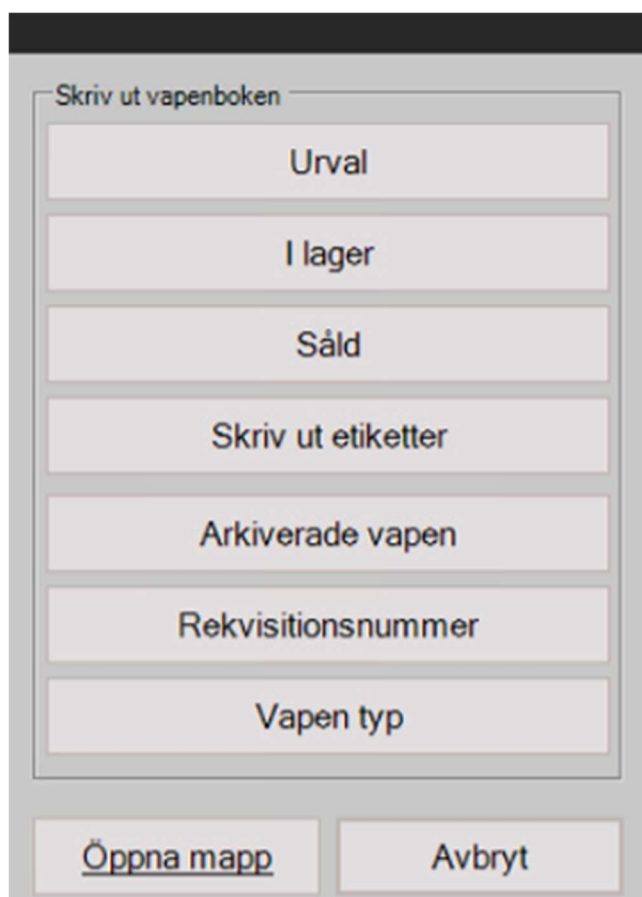 Skriv ut vapenboken
Urval
I lager
Såld
Skriv ut etiketter
Arkiverade vapen
Rekvisitionsnummer
Vapen typ
Öppna mapp
Avbryt